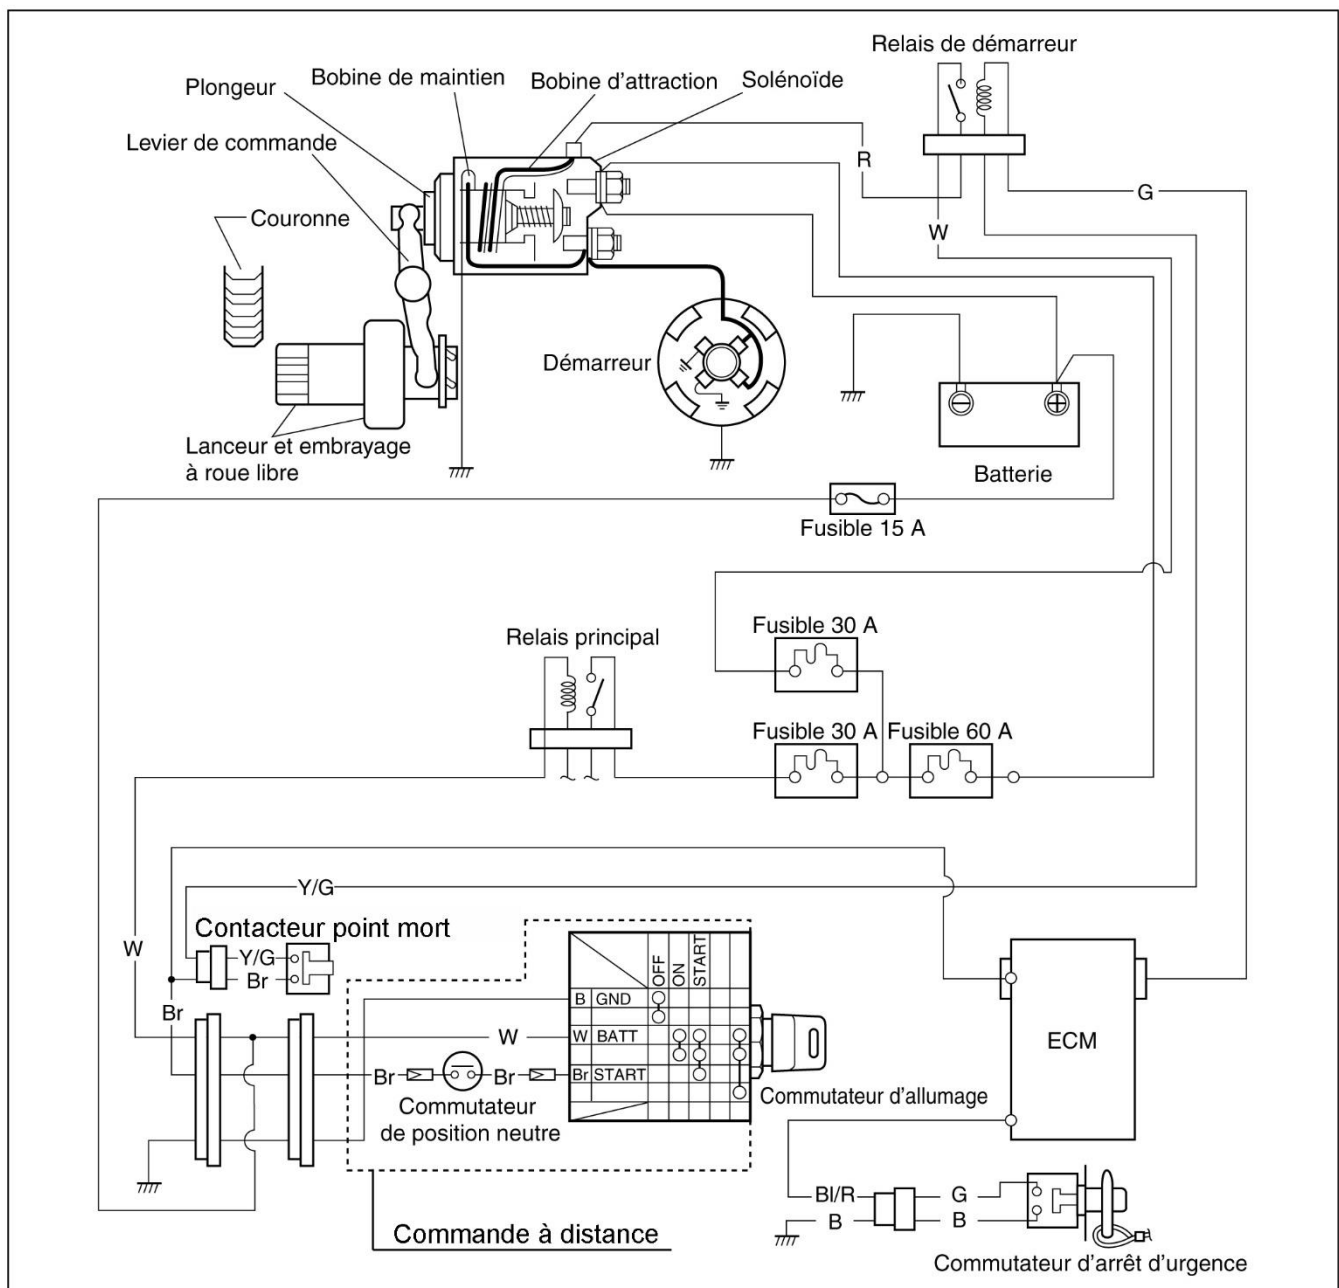 Relais de démarreur
Bobine de maintien
Bobine d'attraction
Solénoïde
Plongeur
Levier de commande
R
G
Couronne
W
Démarreur
Lanceur et embrayage
à roue libre
Batterie
Fusible 15 A
Fusible 30 A
Relais principal
Fusible 30 A
Fusible 60 A
Y/G
Contacteur point mort
W
Y/G
Br
Br
OFF
ON
START
B GND
W BATT
Br START
W
Br
Br
Commutateur
de position neutre
Commutateur d'allumage
ECM
Commande à distance
Bl/R
G
B
B
Commutateur d'arrêt d'urgence